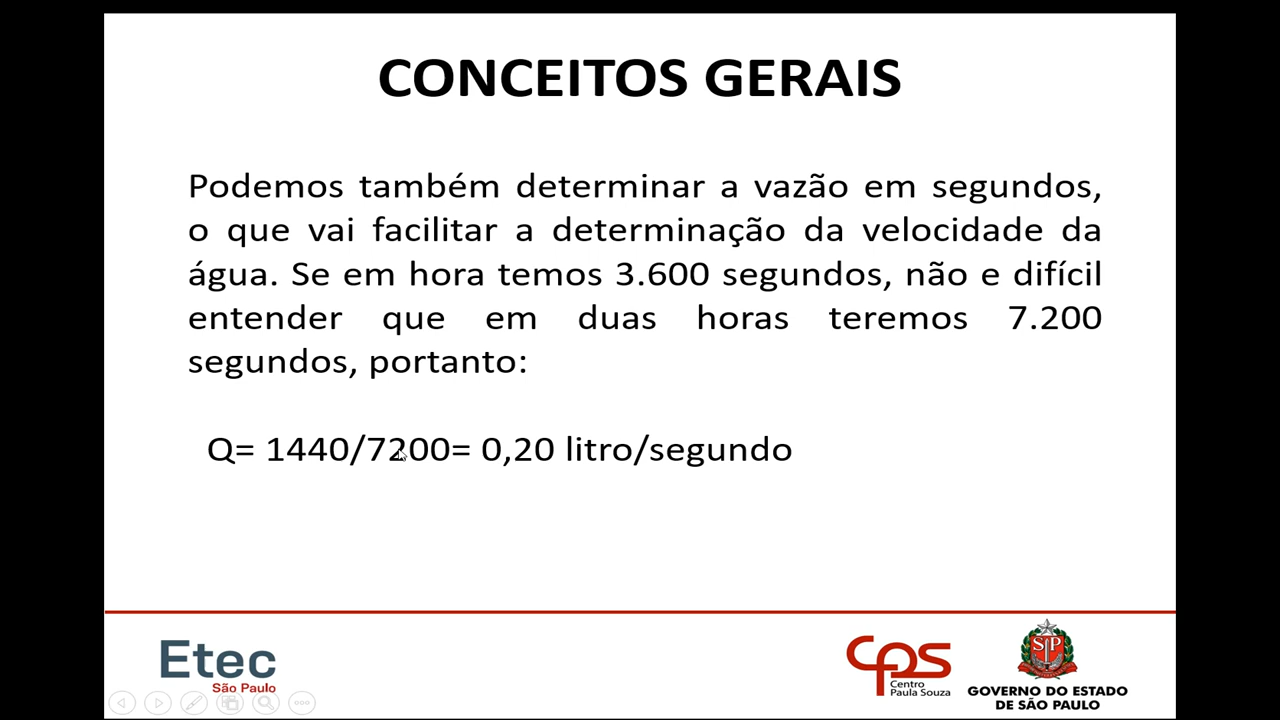 CONCEITOS GERAIS
Podemos também determinar a vazão em segundos,
o que vai facilitar a determinação da velocidade da
água. Se em hora temos 3.600 segundos, não e difícil
entender que em duas horas teremos 7.200
segundos, portanto:
Q= 1440/7200= 0,20 litro/segundo
Etec
São Paulo
cps
Centro
Paula Souza
SP
GOVERNO DO ESTADO
DE SÃO PAULO